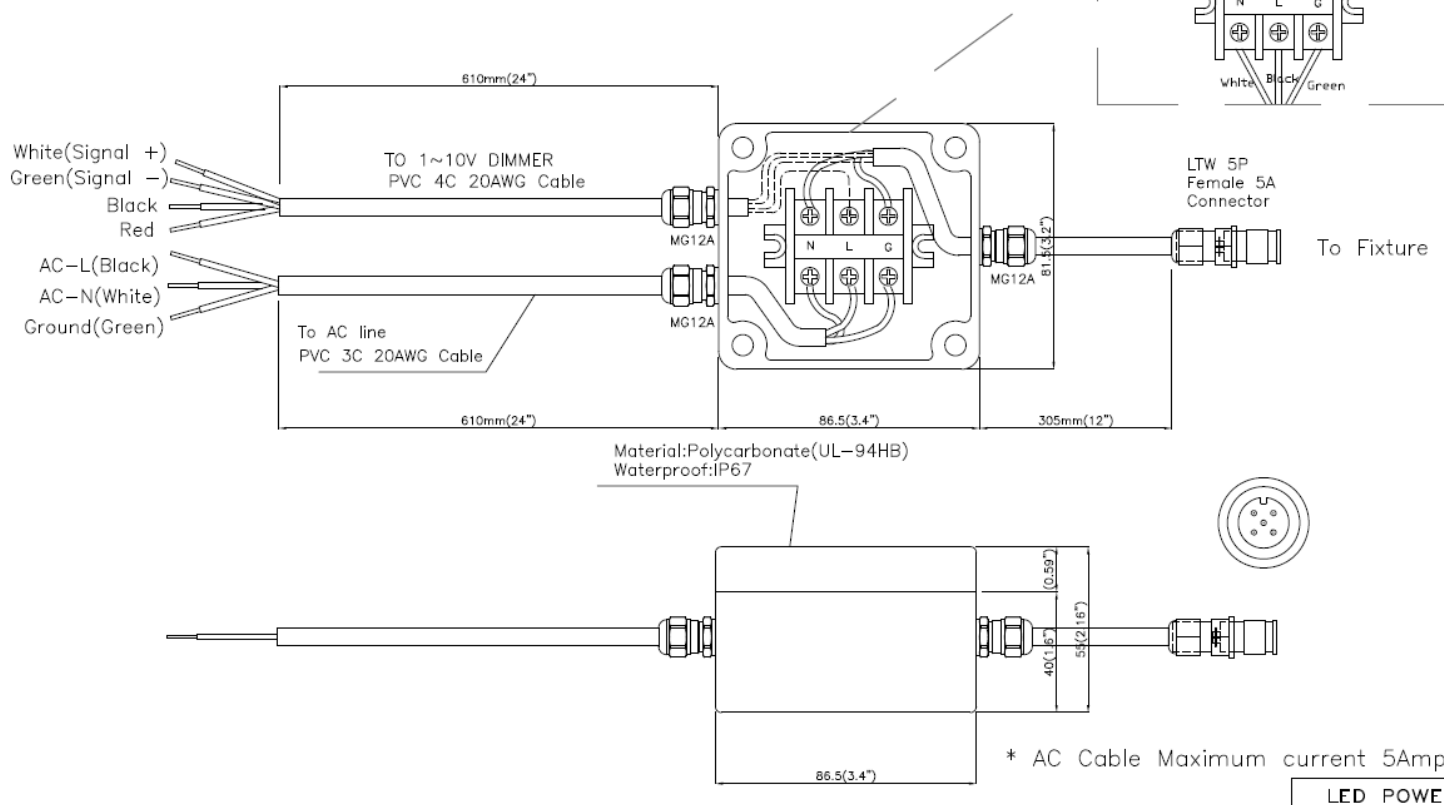 N L G
White Black Green
610mm(24")
White(Signal +)
Green(Signal -)
Black
Red
TO 1~10V DIMMER
PVC 4C 20AWG Cable
MG12A
AC-L(Black)
AC-N(White)
Ground(Green)
To AC line
PVC 3C 20AWG Cable
MG12A
N L G
MG12A
81.5(3.2")
LTW 5P
Female 5A
Connector
To Fixture
610mm(24")
86.5(3.4")
305mm(12")
Material:Polycarbonate(UL-94HB)
Waterproof:IP67
(0.59")
40(1.6")
55(2.16")
86.5(3.4")
* AC Cable Maximum current 5Amp
LED POWE